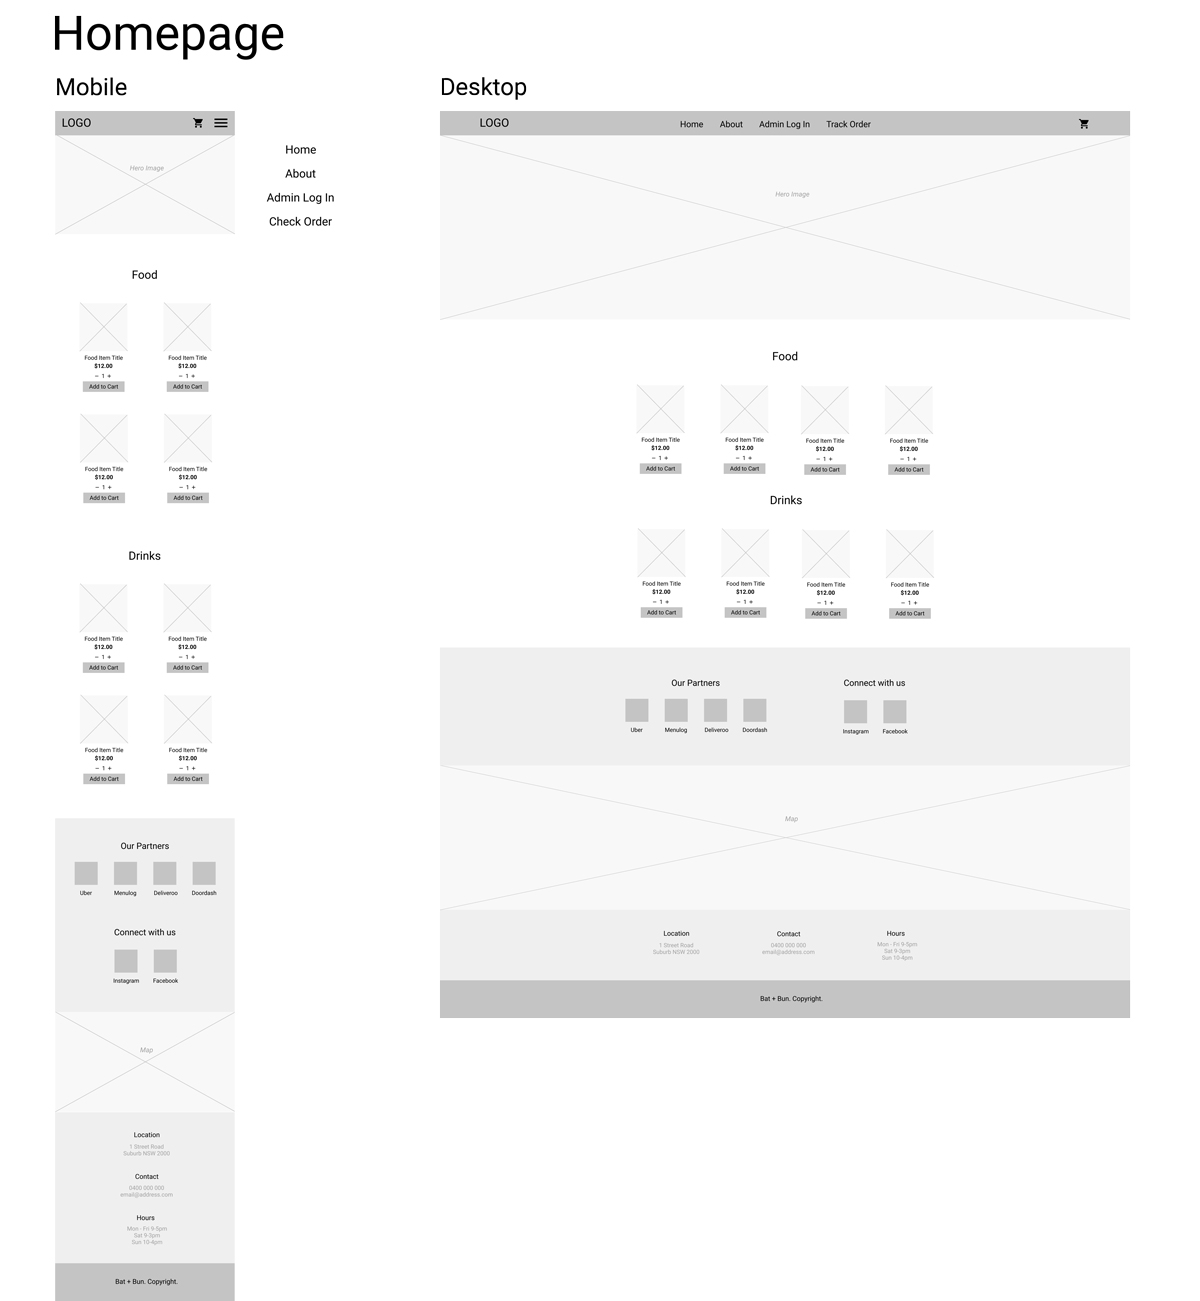 Homepage
Mobile
LOGO
Hero Image
Home
About
Admin Log In
Check Order
Food
Food Item Title
$12.00
– 1 +
Add to Cart
Food Item Title
$12.00
– 1 +
Add to Cart
Food Item Title
$12.00
– 1 +
Add to Cart
Food Item Title
$12.00
– 1 +
Add to Cart
Drinks
Food Item Title
$12.00
– 1 +
Add to Cart
Food Item Title
$12.00
– 1 +
Add to Cart
Food Item Title
$12.00
– 1 +
Add to Cart
Food Item Title
$12.00
– 1 +
Add to Cart
Our Partners
Uber Menulog Deliveroo Doordash
Connect with us
Instagram Facebook
Map
Location
1 Street Road
Suburb NSW 2000
Contact
0400 000 000
email@address.com
Hours
Mon - Fri 9-5pm
Sat 9-3pm
Sun 10-4pm
Bat + Bun. Copyright.
Desktop
LOGO Home About Admin Log In Track Order
Hero Image
Food
Food Item Title
$12.00
– 1 +
Add to Cart
Food Item Title
$12.00
– 1 +
Add to Cart
Food Item Title
$12.00
– 1 +
Add to Cart
Food Item Title
$12.00
– 1 +
Add to Cart
Drinks
Food Item Title
$12.00
– 1 +
Add to Cart
Food Item Title
$12.00
– 1 +
Add to Cart
Food Item Title
$12.00
– 1 +
Add to Cart
Food Item Title
$12.00
– 1 +
Add to Cart
Our Partners
Uber Menulog Deliveroo Doordash
Connect with us
Instagram Facebook
Map
Location
1 Street Road
Suburb NSW 2000
Contact
0400 000 000
email@address.com
Hours
Mon - Fri 9-5pm
Sat 9-3pm
Sun 10-4pm
Bat + Bun. Copyright.